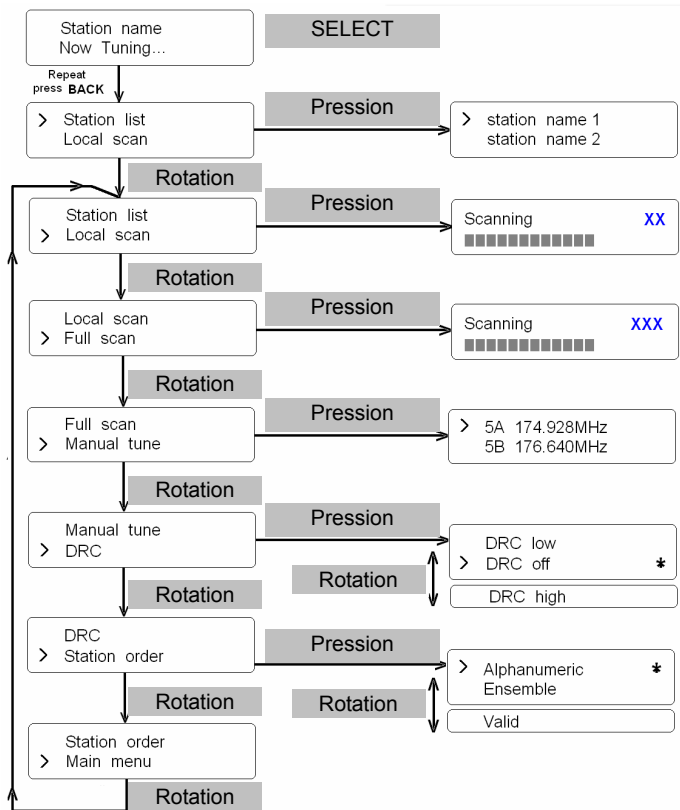 Station name
Now Tuning...
SELECT
Repeat
press BACK
> Station list
Local scan
Pression
> station name 1
station name 2
Rotation
Station list
> Local scan
Pression
Scanning XX
Rotation
Local scan
> Full scan
Pression
Scanning XXX
Rotation
Full scan
> Manual tune
Pression
> 5A 174.928MHz
5B 176.640MHz
Rotation
Manual tune
> DRC
Pression
DRC low
> DRC off *
DRC high
Rotation
Rotation
DRC
> Station order
Pression
> Alphanumeric *
Ensemble
Valid
Rotation
Rotation
Station order
> Main menu
Rotation